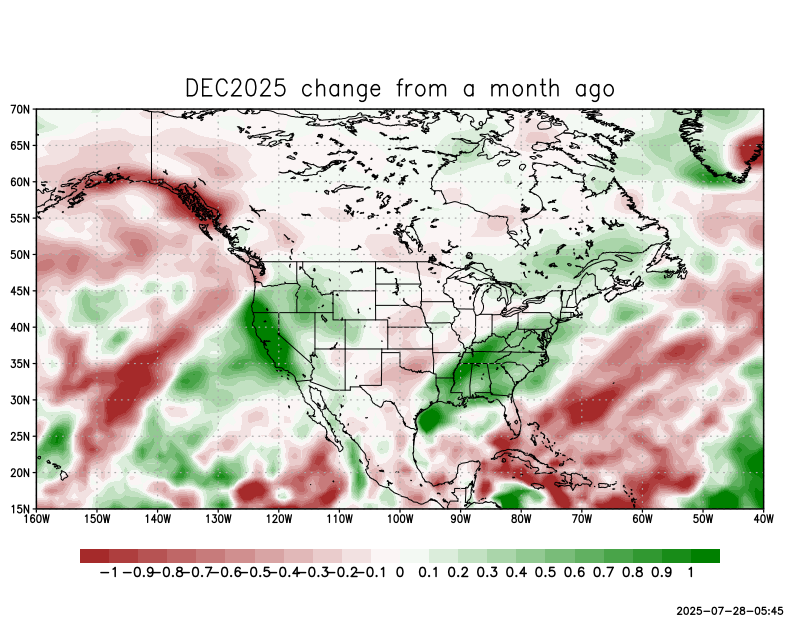 DEC2025 change from a month ago
70N
65N
60N
55N
50N
45N
40N
35N
30N
25N
20N
15N
160W 150W 140W 130W 120W 110W 100W 90W 80W 70W 60W 50W 40W
-1 -0.9 -0.8 -0.7 -0.6 -0.5 -0.4 -0.3 -0.2 -0.1 0 0.1 0.2 0.3 0.4 0.5 0.6 0.7 0.8 0.9 1
2025-07-28-05:45